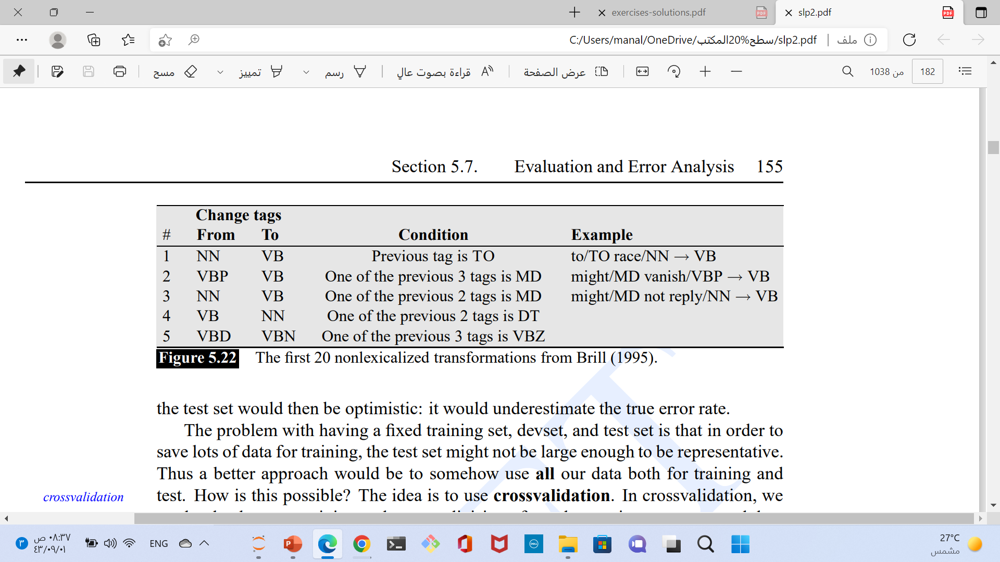 exercises-solutions.pdf
slp2.pdf
C:/Users/manal/OneDrive/سطح%20المكتب/slp2.pdf
ملف
مسح
تمييز
رسم
قراءة بصوت عالٍ
عرض الصفحة
من 1038
182
Section 5.7. Evaluation and Error Analysis 155
Change tags
# From To Condition Example
1 NN VB Previous tag is TO to/TO race/NN → VB
2 VBP VB One of the previous 3 tags is MD might/MD vanish/VBP → VB
3 NN VB One of the previous 2 tags is MD might/MD not reply/NN → VB
4 VB NN One of the previous 2 tags is DT
5 VBD VBN One of the previous 3 tags is VBZ
Figure 5.22 The first 20 nonlexicalized transformations from Brill (1995).
the test set would then be optimistic: it would underestimate the true error rate.
The problem with having a fixed training set, devset, and test set is that in order to
save lots of data for training, the test set might not be large enough to be representative.
Thus a better approach would be to somehow use all our data both for training and
crossvalidation
test. How is this possible? The idea is to use crossvalidation. In crossvalidation, we
٣
٠٨:٣٧ ص
٤٣/٠٩/٠١
ENG
DELL
27°C
مشمس